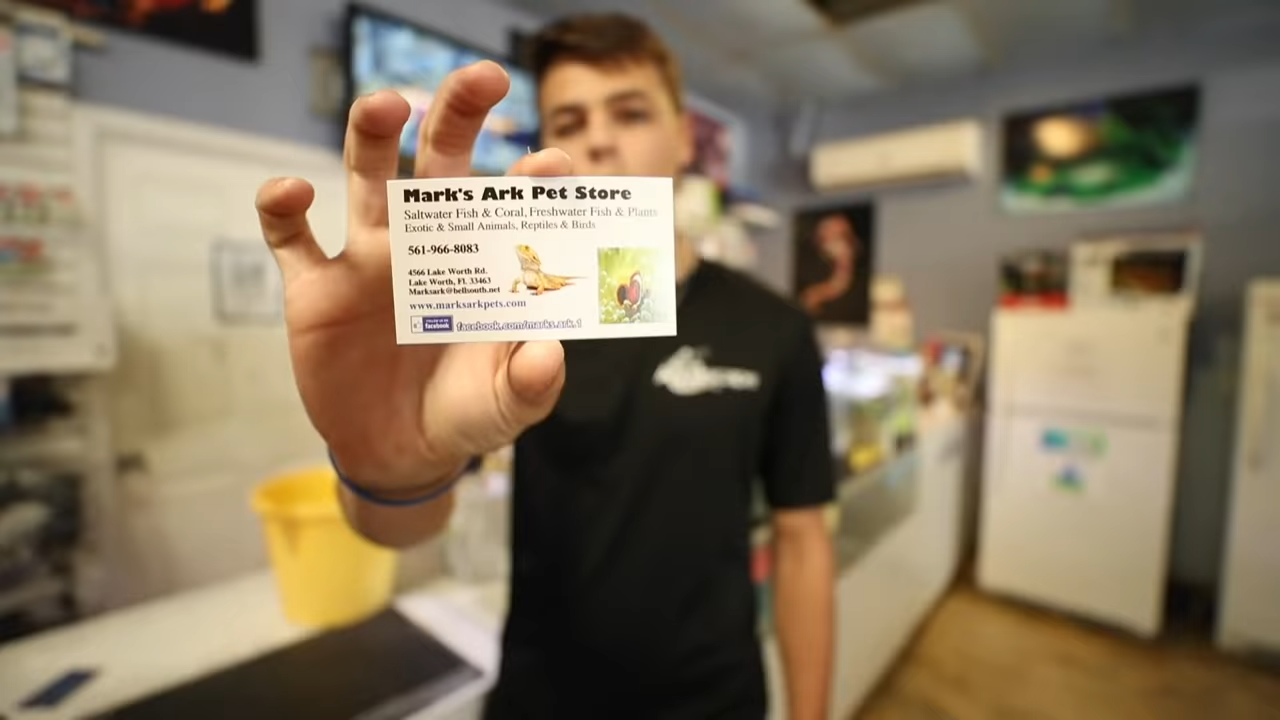 Mark's Ark Pet Store
Saltwater Fish & Coral, Freshwater Fish & Plants
Exotic & Small Animals, Reptiles & Birds
561-966-8083
4566 Lake Worth Rd.
Lake Worth, FL 33463
Marksark@bellsouth.net
www.marksarkpets.com
facebook
facebook.com/marks.ark.1